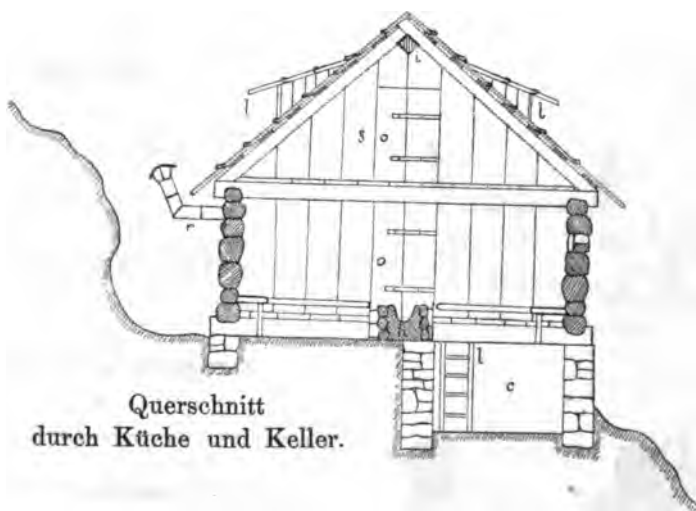 i
l
l
s
o
r
o
l
c
Querschnitt
durch Küche und Keller.